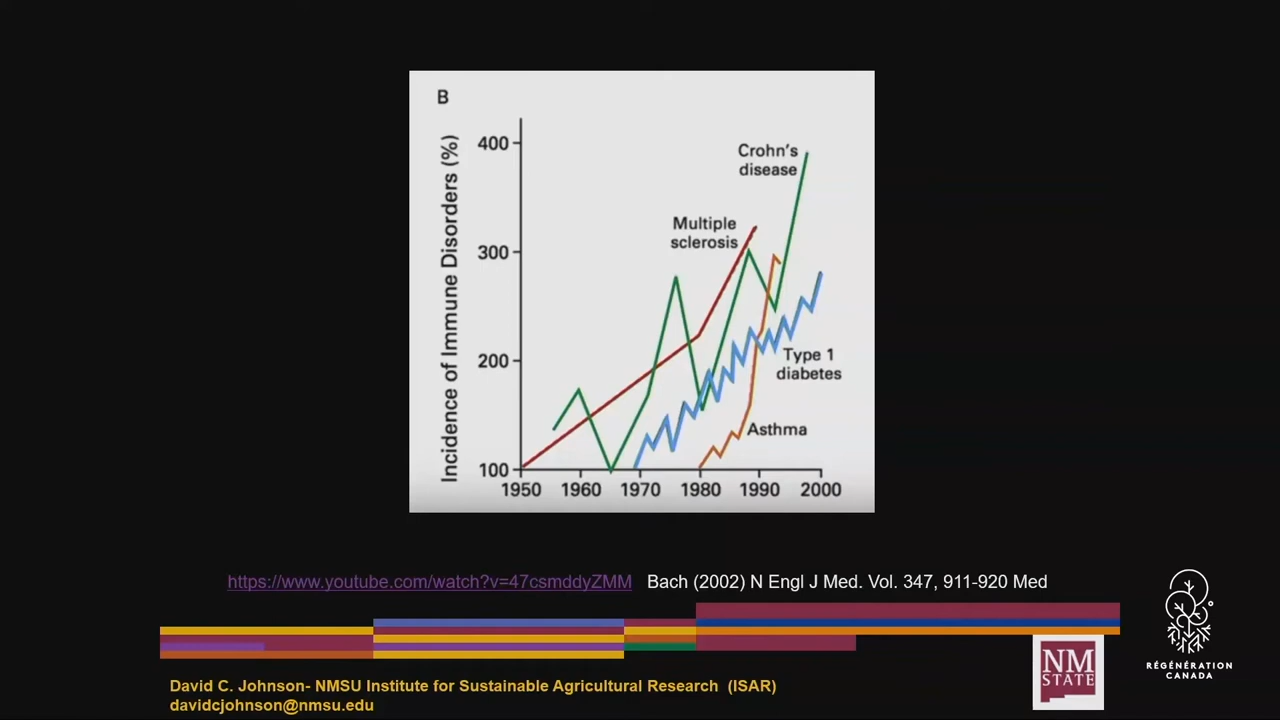 B
Incidence of Immune Disorders (%)
400
300
200
100
Crohn's
disease
Multiple
sclerosis
Type 1
diabetes
Asthma
1950 1960 1970 1980 1990 2000
https://www.youtube.com/watch?v=47csmddyZMM Bach (2002) N Engl J Med. Vol. 347, 911-920 Med
David C. Johnson- NMSU Institute for Sustainable Agricultural Research (ISAR)
davidcjohnson@nmsu.edu
NM
STATE
RÉGÉNÉRATION
CANADA